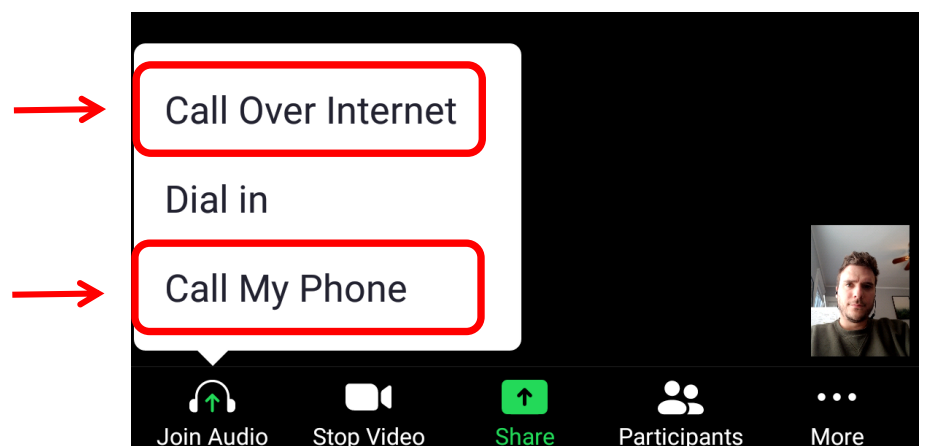 Call Over Internet
Dial in
Call My Phone
Join Audio Stop Video Share Participants More